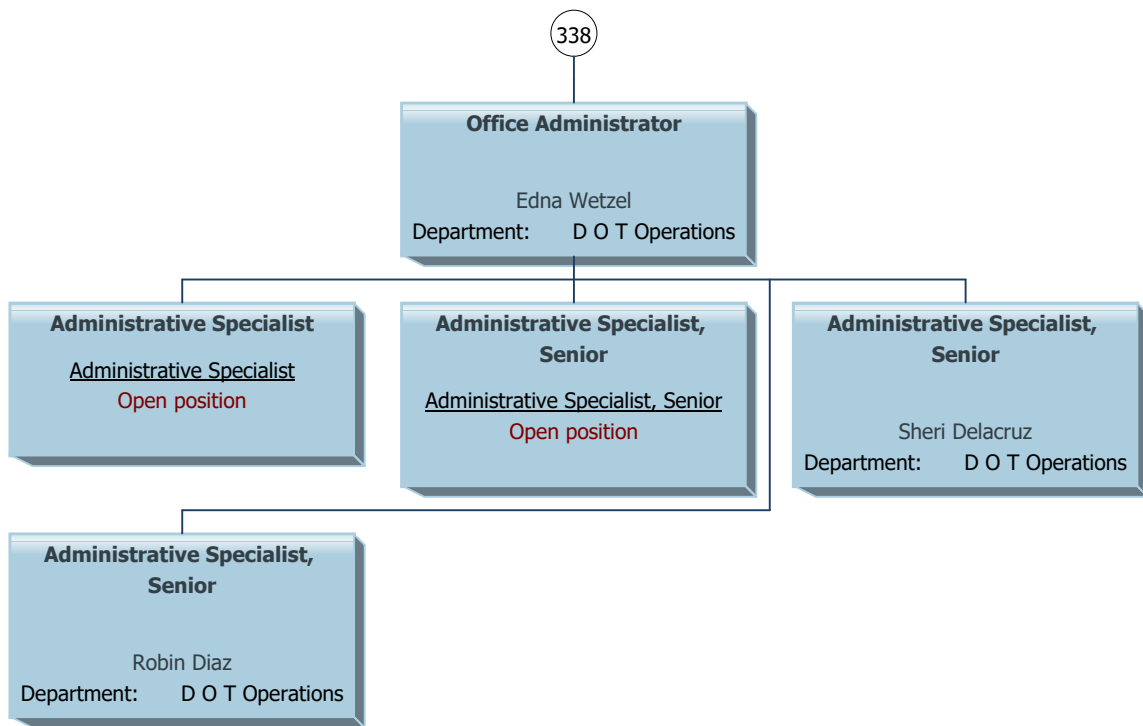 338
Office Administrator
Edna Wetzel
Department: D O T Operations
Administrative Specialist
Administrative Specialist
Open position
Administrative Specialist,
Senior
Administrative Specialist, Senior
Open position
Administrative Specialist,
Senior
Sheri Delacruz
Department: D O T Operations
Administrative Specialist,
Senior
Robin Diaz
Department: D O T Operations